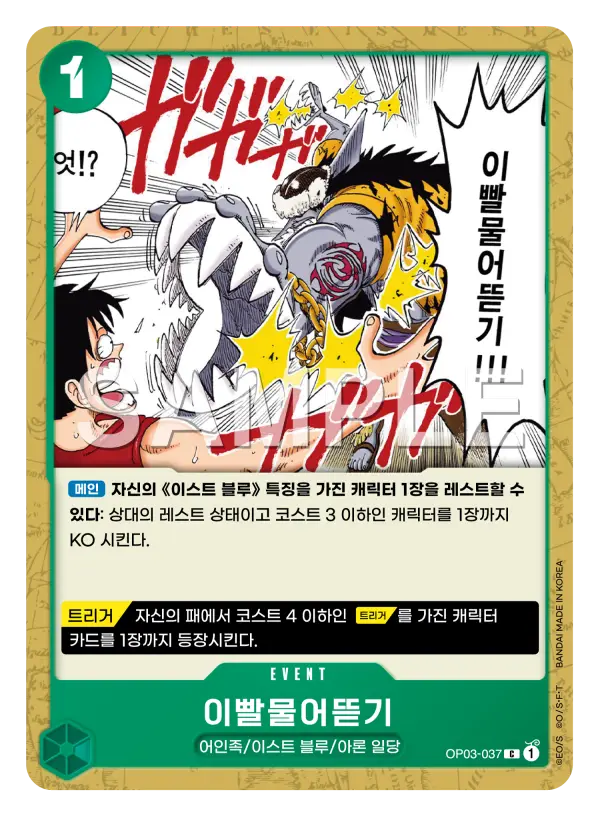 1
엇!?
ガガガ
이빨물어뜯기!!!
ガガ
SAMPLE
메인 자신의 《이스트 블루》 특징을 가진 캐릭터 1장을 레스트할 수
있다: 상대의 레스트 상태이고 코스트 3 이하인 캐릭터를 1장까지
KO 시킨다.
트리거 자신의 패에서 코스트 4 이하인 트리거 를 가진 캐릭터
카드를 1장까지 등장시킨다.
EVENT
이빨물어뜯기
어인족/이스트 블루/아론 일당
OP03-037 C 1
©E.O/S. ©O/S・F・T BANDAI MADE IN KOREA